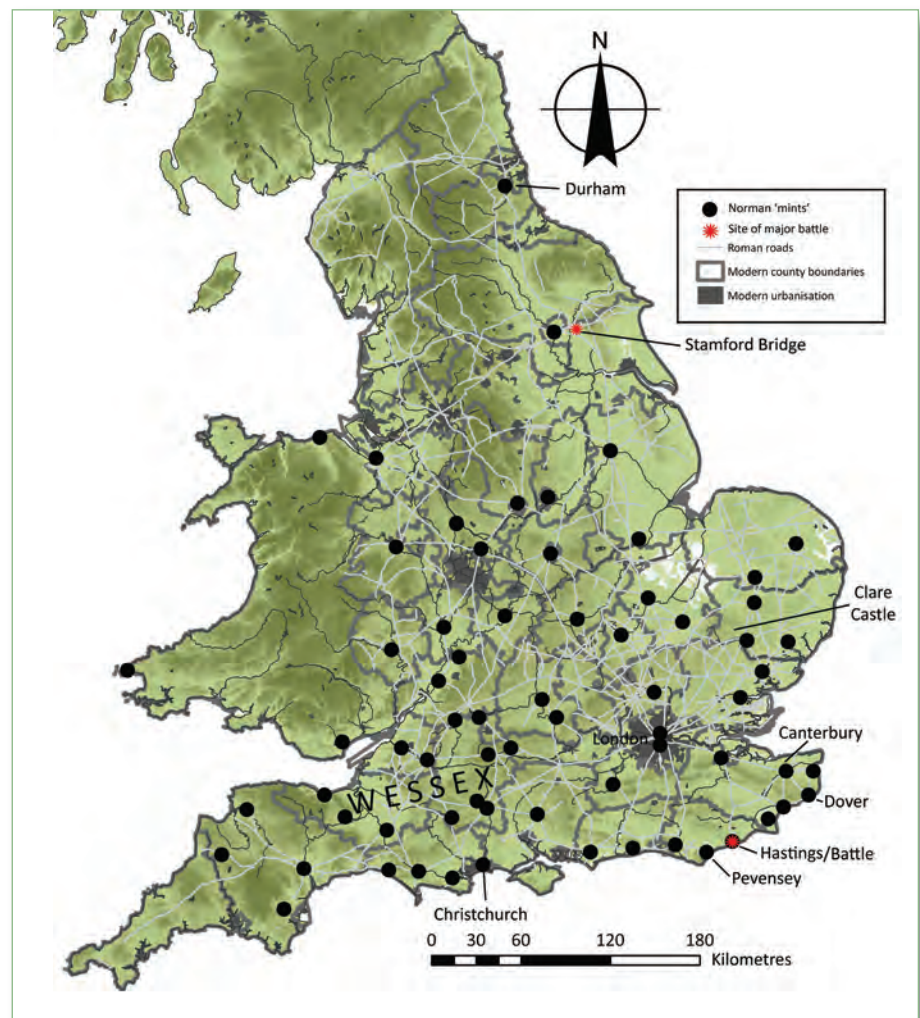 N
Durham
Norman 'mints'
Site of major battle
Roman roads
Modern county boundaries
Modern urbanisation
Stamford Bridge
Clare
Castle
Canterbury
London
WESSEX
Dover
Hastings/Battle
Pevensey
Christchurch
0 30 60 120 180
Kilometres